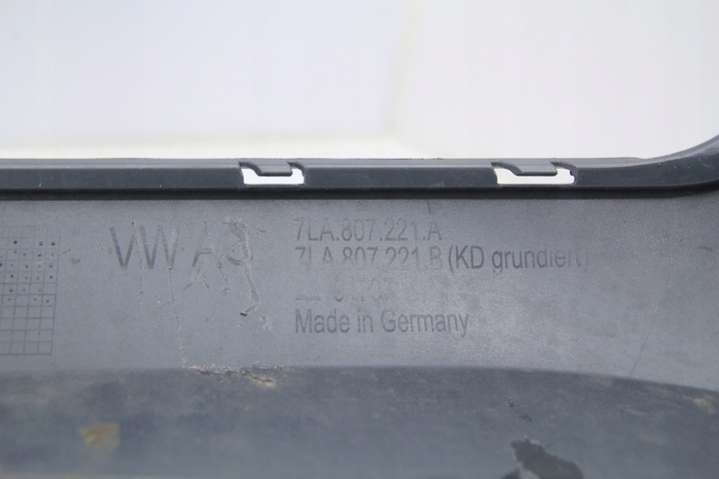 VW AG
7LA.807.221.A
7LA.807.221.B (KD grundiert)
Made in Germany